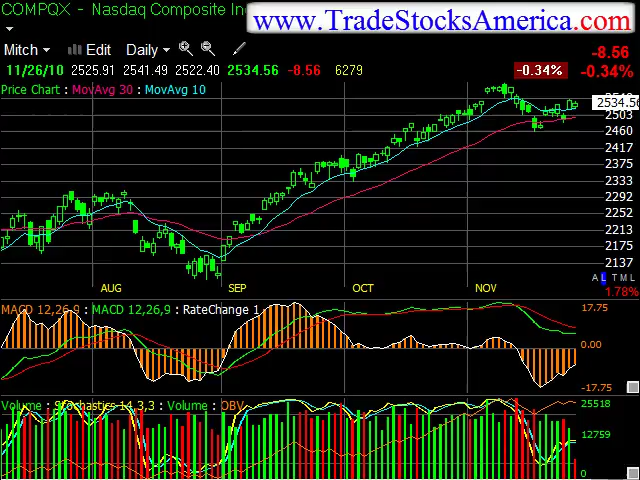 COMPQX - Nasdaq Composite In
www.TradeStocksAmerica.com
Mitch Edit Daily
-8.56
11/26/10 2525.91 2541.49 2522.40 2534.56 -8.56 6279 -0.34% -0.34%
Price Chart : MovAvg 30 : MovAvg 10
2534.56
2503
2460
2417
2375
2333
2292
2252
2213
2175
2137
A L T M L
AUG SEP OCT NOV
1.78%
MACD 12,26,9 : MACD 12,26,9 : RateChange 1
17.75
0.00
-17.75
Volume : Stochastics 14,3,3 : Volume : OBV
25518
12759
0.00